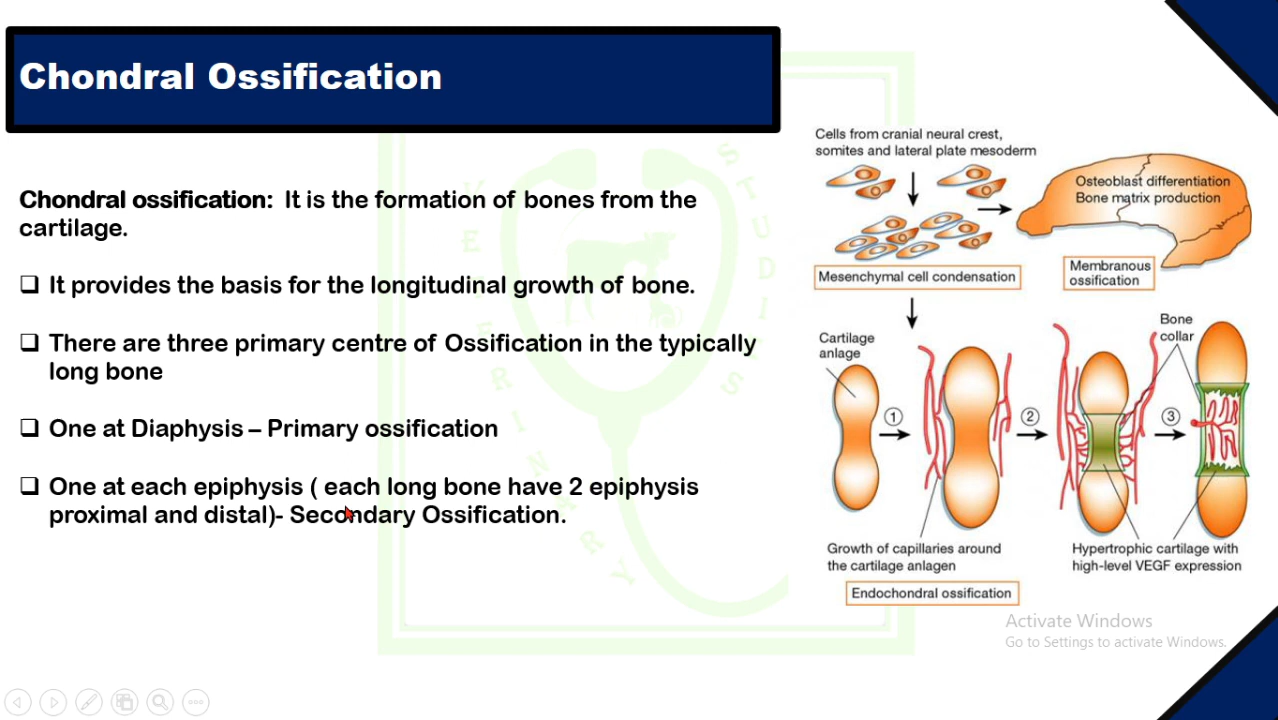 Chondral Ossification
Chondral ossification: It is the formation of bones from the
cartilage.
❑ It provides the basis for the longitudinal growth of bone.
❑ There are three primary centre of Ossification in the typically
long bone
❑ One at Diaphysis – Primary ossification
❑ One at each epiphysis ( each long bone have 2 epiphysis
proximal and distal)- Secondary Ossification.
Cells from cranial neural crest,
somites and lateral plate mesoderm
Osteoblast differentiation
Bone matrix production
Mesenchymal cell condensation
Membranous
ossification
Cartilage
anlage
Bone
collar
1
2
3
Growth of capillaries around
the cartilage anlagen
Hypertrophic cartilage with
high-level VEGF expression
Endochondral ossification
VETERINARY
STUDIES
Activate Windows
Go to Settings to activate Windows.